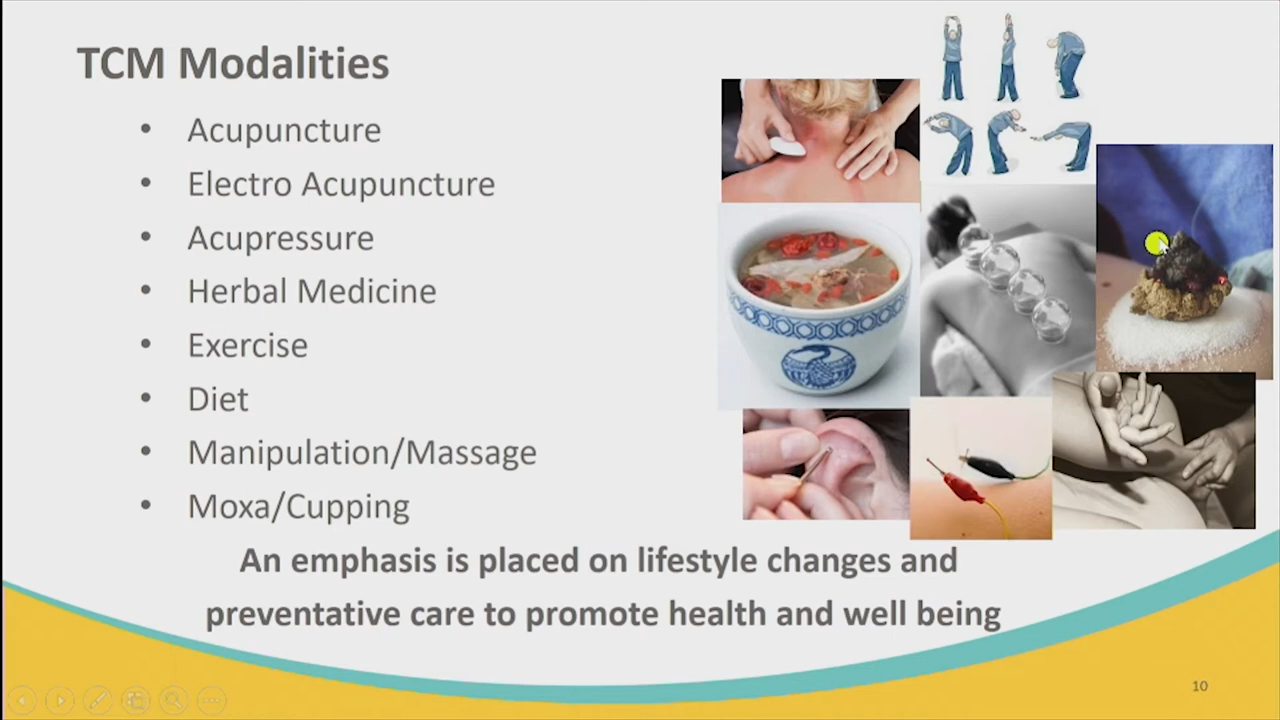 TCM Modalities
• Acupuncture
• Electro Acupuncture
• Acupressure
• Herbal Medicine
• Exercise
• Diet
• Manipulation/Massage
• Moxa/Cupping
An emphasis is placed on lifestyle changes and
preventative care to promote health and well being
10